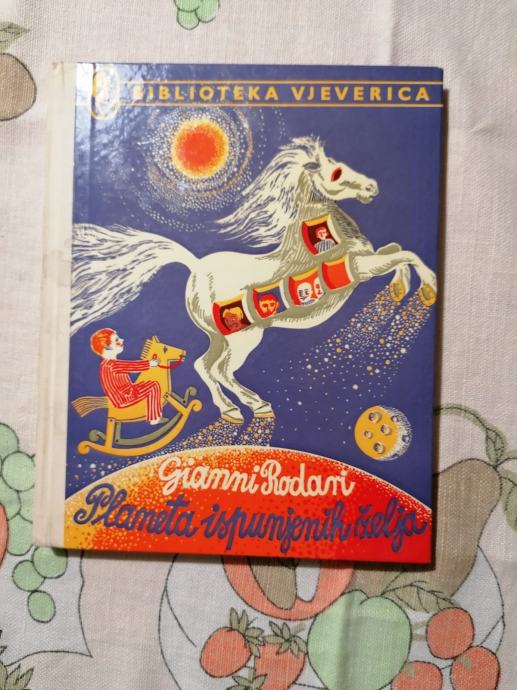 BIBLIOTEKA VJEVERICA
Gianni Rodari
Planeta ispunjenih želja